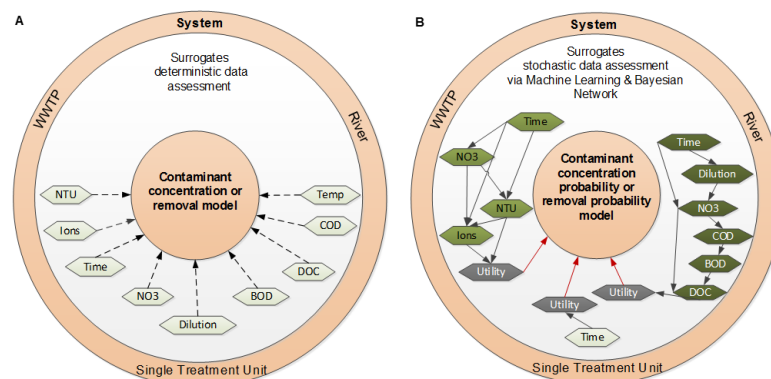 A
System
Surrogates
deterministic data
assessment
WWTP
River
Contaminant
concentration or
removal model
NTU
Ions
Time
NO3
Dilution
BOD
DOC
COD
Temp
Single Treatment Unit
B
System
Surrogates
stochastic data assessment
via Machine Learning & Bayesian
Network
WWTP
River
Time
NO3
NTU
Ions
Utility
Contaminant
concentration
probability or
removal probability
model
Time
Dilution
NO3
COD
BOD
DOC
Utility
Utility
Time
Single Treatment Unit